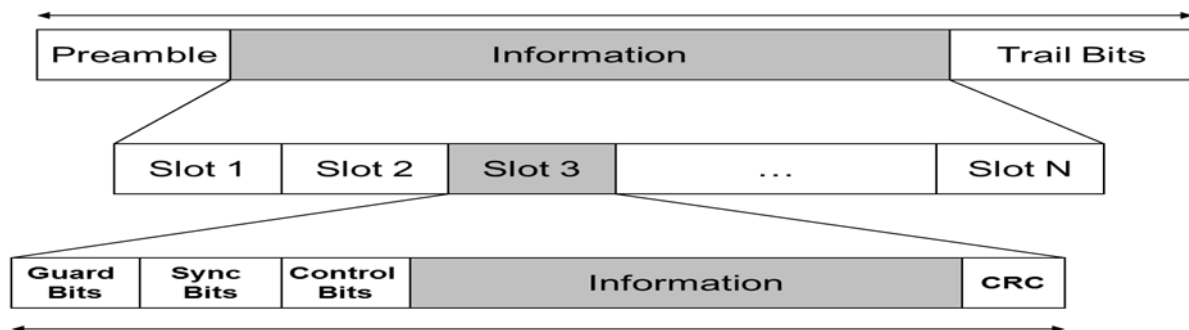 Preamble Information Trail Bits
Slot 1 Slot 2 Slot 3 ... Slot N
Guard Sync Control Information CRC
Bits Bits Bits